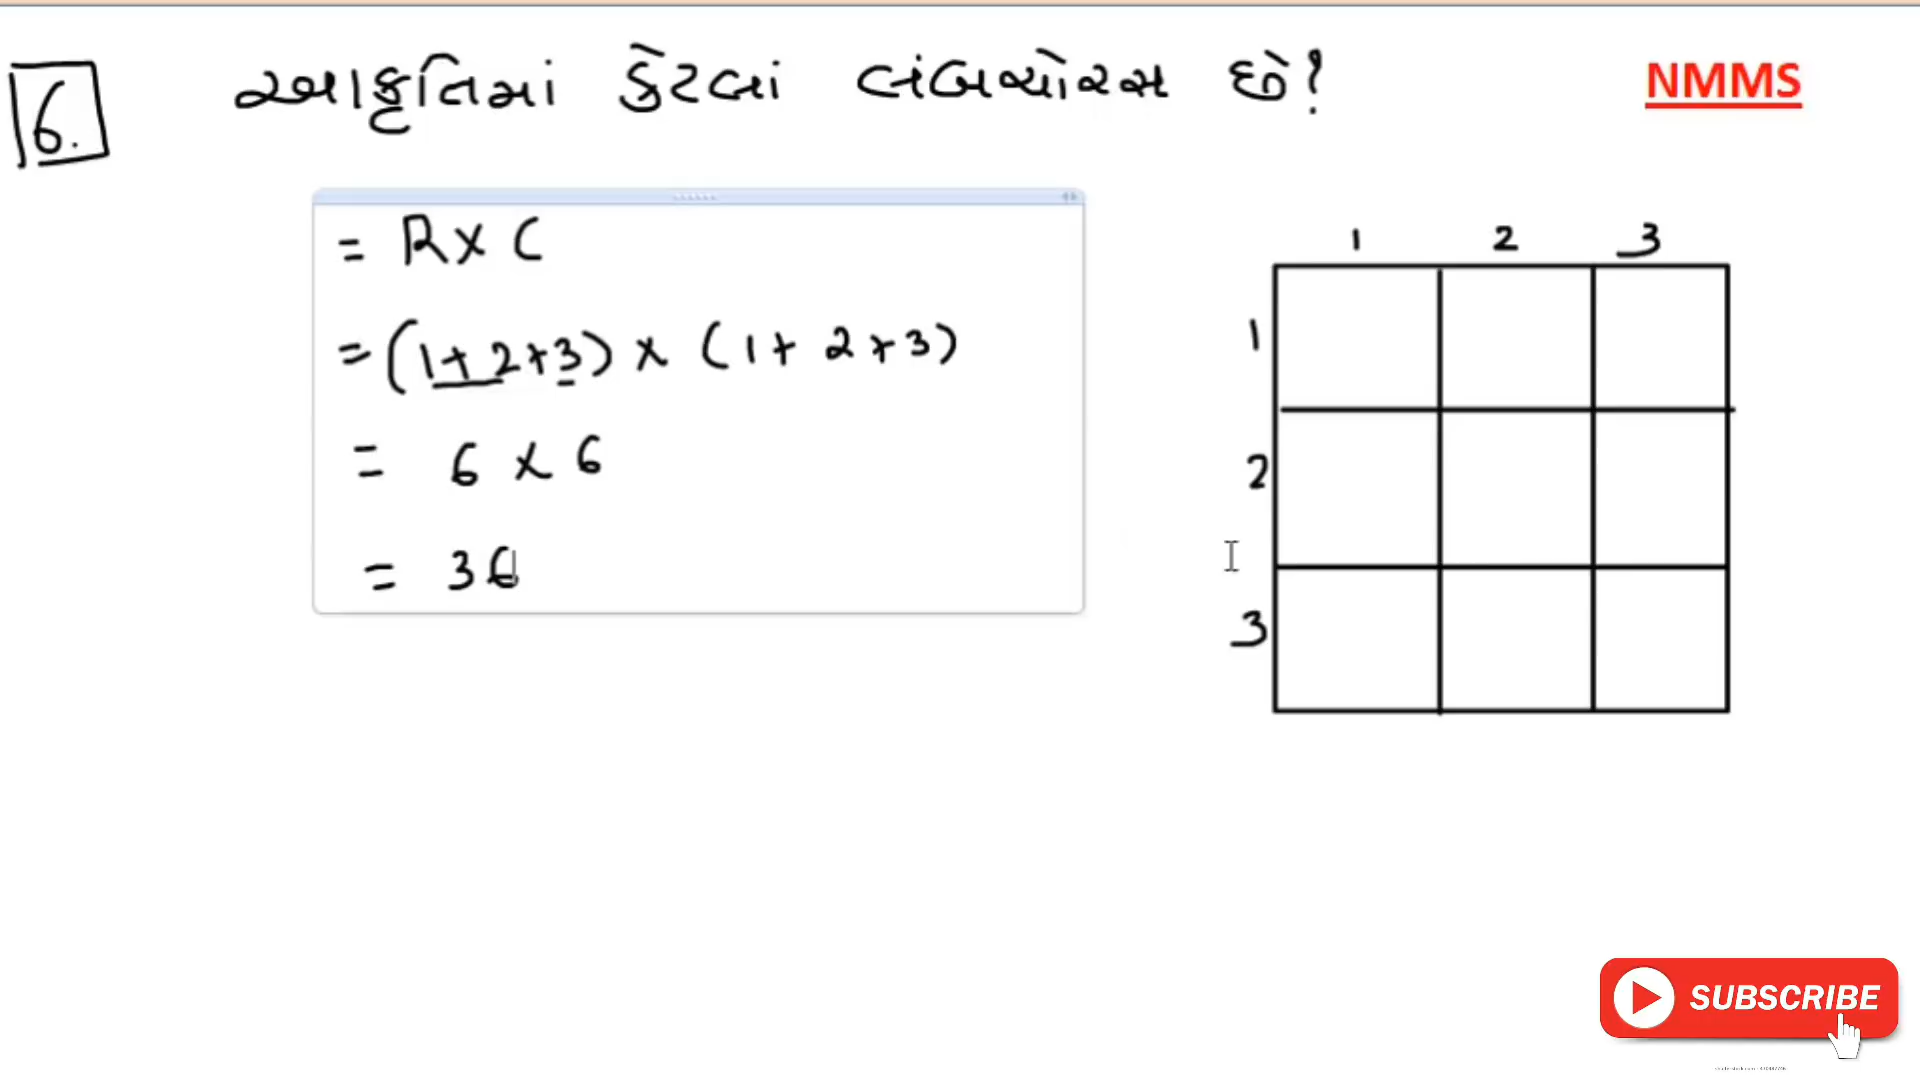 6.
આકૃતિમાં કેટલાં લંબચોરસ છે?
NMMS
= R x C
= (1+2+3) x (1+2+3)
= 6 x 6
= 36
1 2 3
1
2
3
SUBSCRIBE